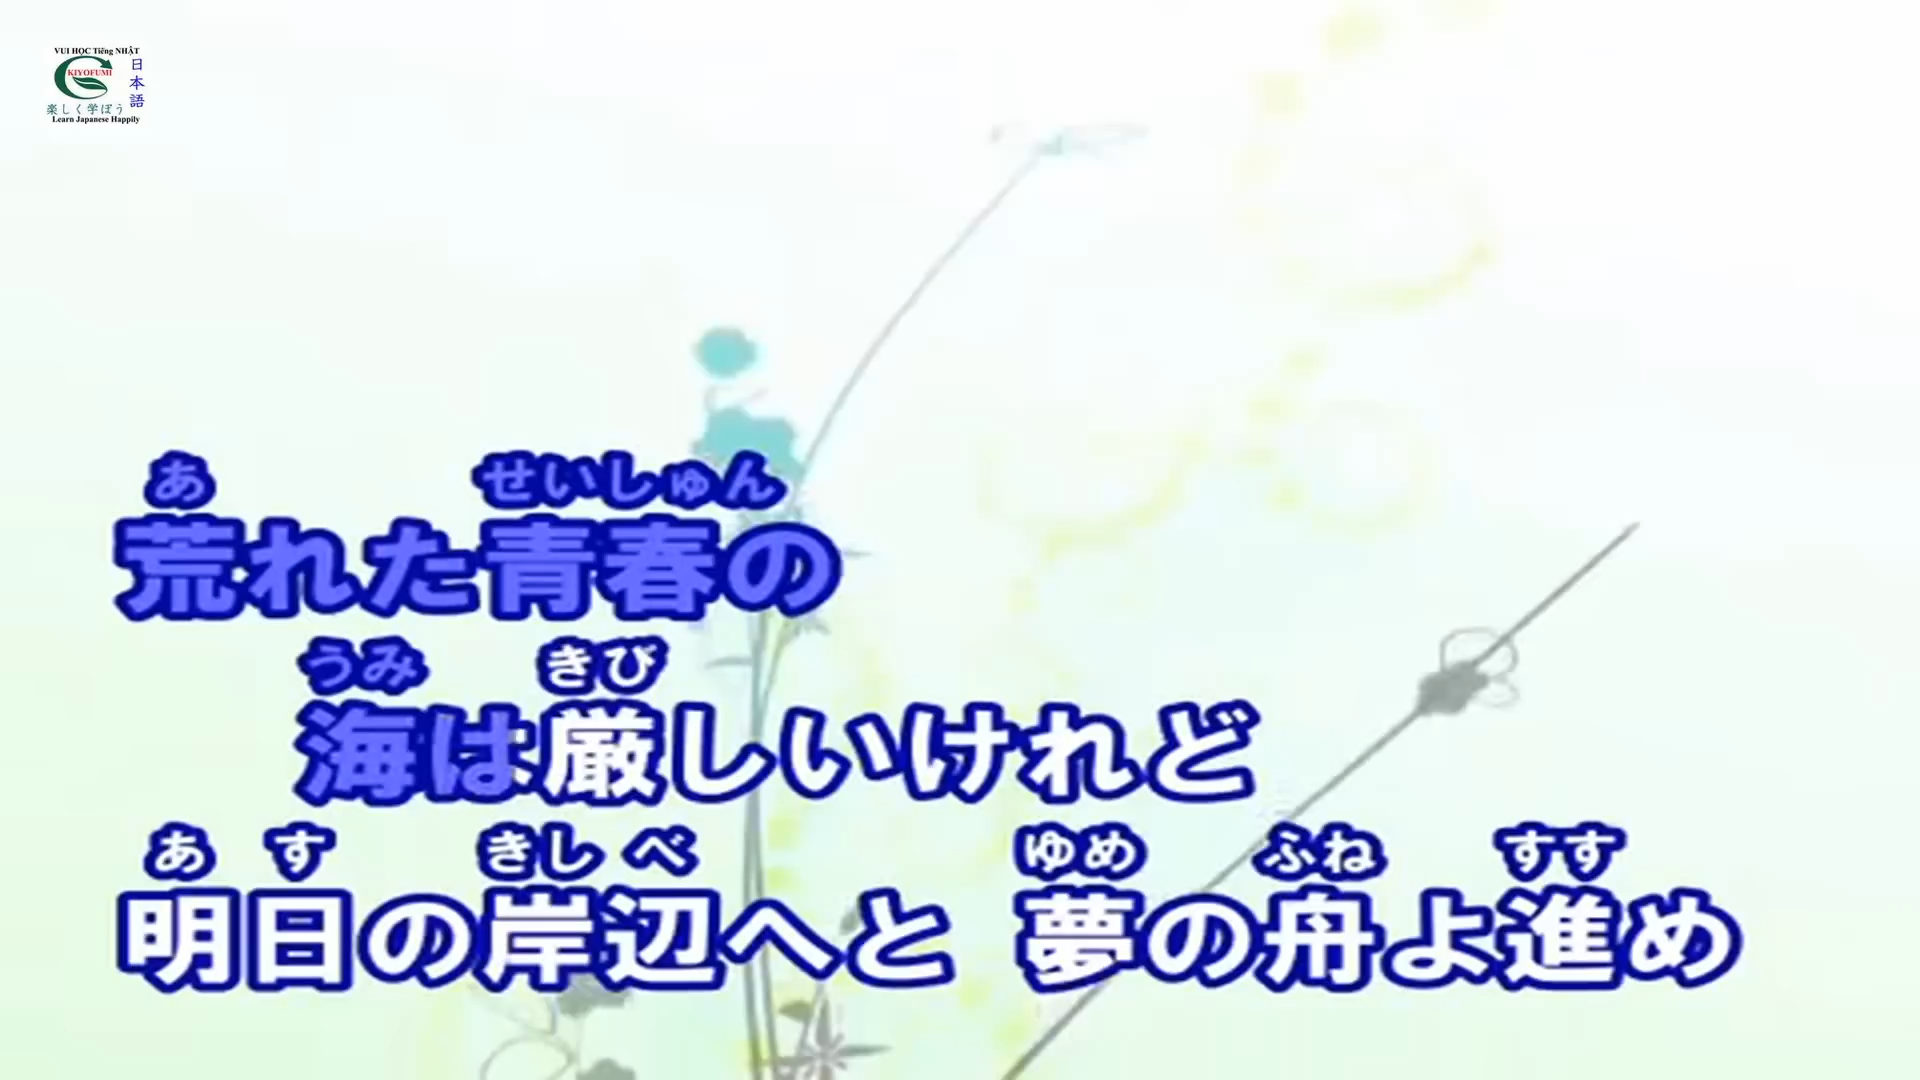 VUI HỌC Tiếng NHẬT
KIYOFUMI
日本語
楽しく学ぼう
Learn Japanese Happily
あ せいしゅん
荒れた青春の
うみ きび
海は厳しいけれど
あ す きし べ ゆめ ふね すす
明日の岸辺へと 夢の舟よ進め